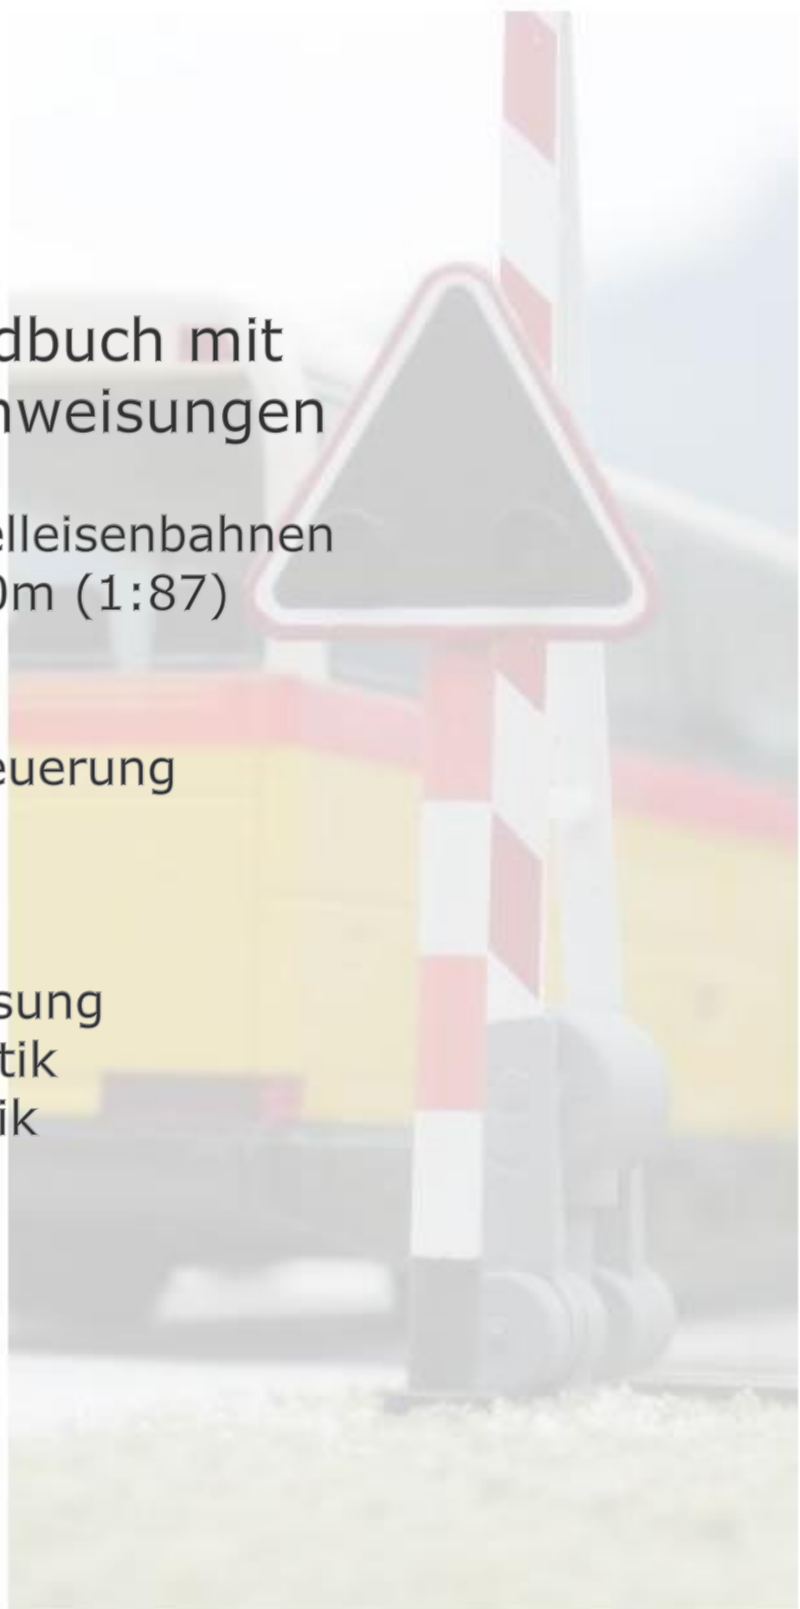 dbuch mit
nweisungen
elleisenbahnen
0m (1:87)
euerung
sung
tik
ik